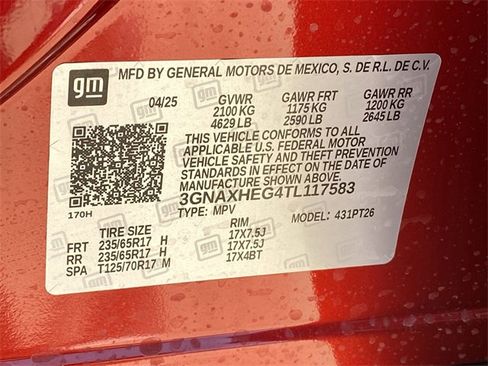 gm
MFD BY GENERAL MOTORS DE MEXICO, S. DE R.L. DE C.V.
04/25 GVWR GAWR FRT GAWR RR
2100 KG 1175 KG 1200 KG
4629 LB 2590 LB 2645 LB
THIS VEHICLE CONFORMS TO ALL
APPLICABLE U.S. FEDERAL MOTOR
VEHICLE SAFETY AND THEFT PREVENTION
STANDARDS IN EFFECT ON THE DATE OF
MANUFACTURE SHOWN ABOVE.
3GNAXHEG4TL117583
170H TYPE: MPV MODEL: 431PT26
TIRE SIZE RIM
FRT 235/65R17 H 17X7.5J
RR 235/65R17 H 17X7.5J
SPA T125/70R17 M 17X4BT